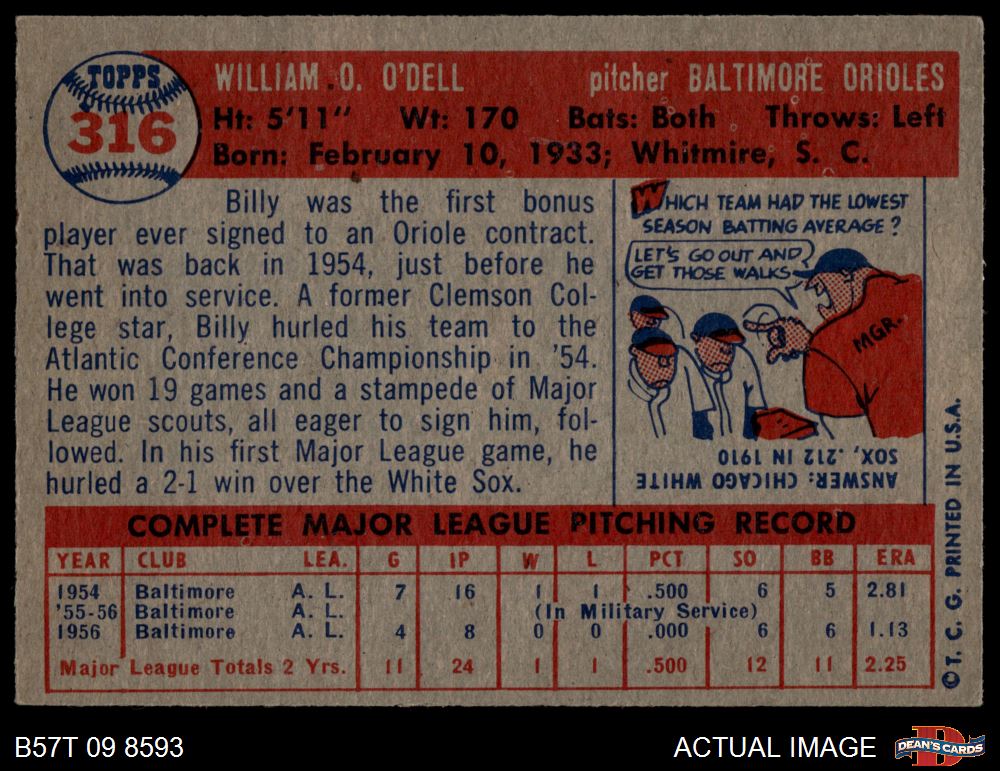 TOPPS
316
WILLIAM O. O'DELL pitcher BALTIMORE ORIOLES
Ht: 5'11" Wt: 170 Bats: Both Throws: Left
Born: February 10, 1933; Whitmire, S. C.
Billy was the first bonus
player ever signed to an Oriole contract.
That was back in 1954, just before he
went into service. A former Clemson Col-
lege star, Billy hurled his team to the
Atlantic Conference Championship in '54.
He won 19 games and a stampede of Major
League scouts, all eager to sign him, fol-
lowed. In his first Major League game, he
hurled a 2-1 win over the White Sox.
WHICH TEAM HAD THE LOWEST
SEASON BATTING AVERAGE?
LET'S GO OUT AND
GET THOSE WALKS
MGR.
ANSWER: CHICAGO WHITE
SOX, .212 IN 1910
COMPLETE MAJOR LEAGUE PITCHING RECORD
YEAR CLUB LEA. G IP W L PCT SO BB ERA
1954 Baltimore A. L. 7 16 1 1 .500 6 5 2.81
'55-56 Baltimore A. L. (In Military Service)
1956 Baltimore A. L. 4 8 0 0 .000 6 6 1.13
Major League Totals 2 Yrs. 11 24 1 1 .500 12 11 2.25
©T. C. G. PRINTED IN U.S.A.
B57T 09 8593 ACTUAL IMAGE DEAN'S CARDS